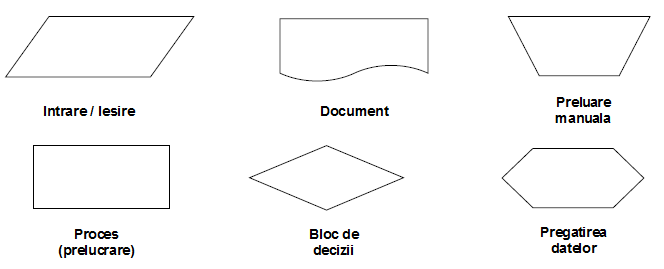 Intrare / Iesire
Document
Preluare
manuala
Proces
(prelucrare)
Bloc de
decizii
Pregatirea
datelor